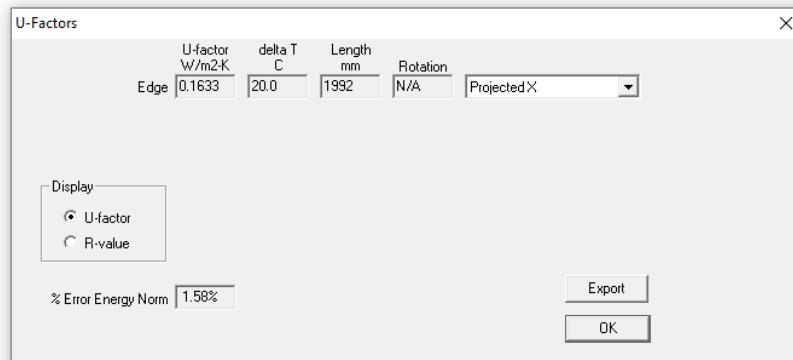 U-Factors
U-factor delta T Length
W/m2-K C mm Rotation
Edge 0.1633 20.0 1992 N/A Projected X
Display
U-factor
R-value
% Error Energy Norm 1.58%
Export
OK